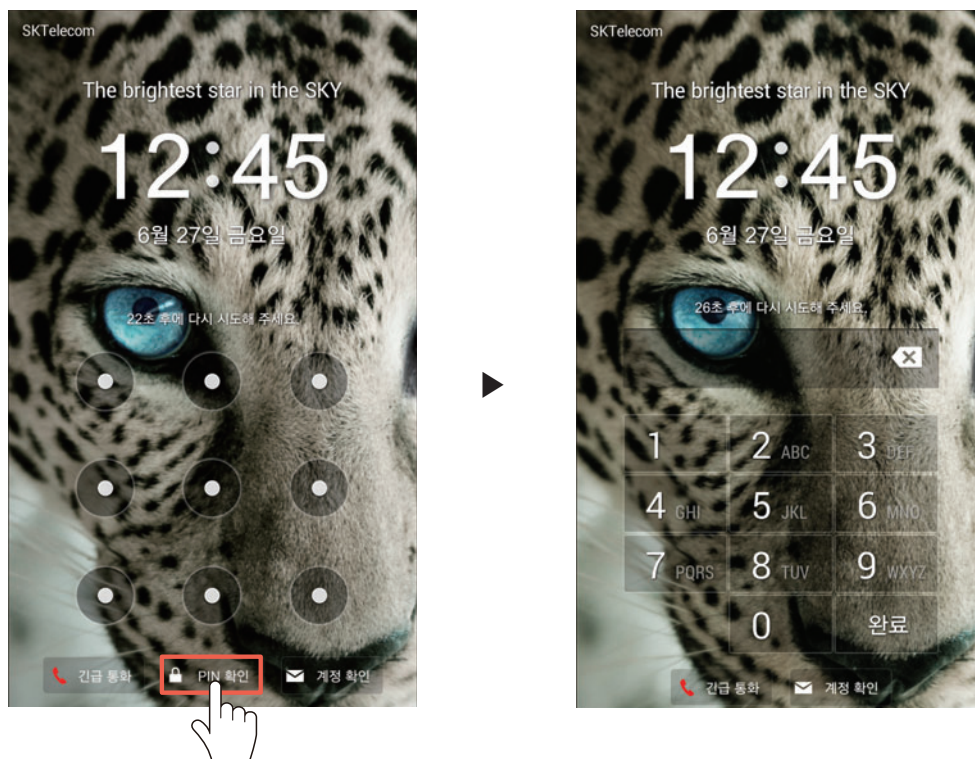 SKTelecom
The brightest star in the SKY
12:45
6월 27일 금요일
22초 후에 다시 시도해 주세요.
긴급 통화
PIN 확인
계정 확인
SKTelecom
The brightest star in the SKY
12:45
6월 27일 금요일
26초 후에 다시 시도해 주세요.
1 2 ABC 3 DEF
4 GHI 5 JKL 6 MNO
7 PQRS 8 TUV 9 WXYZ
0 완료
긴급 통화
계정 확인